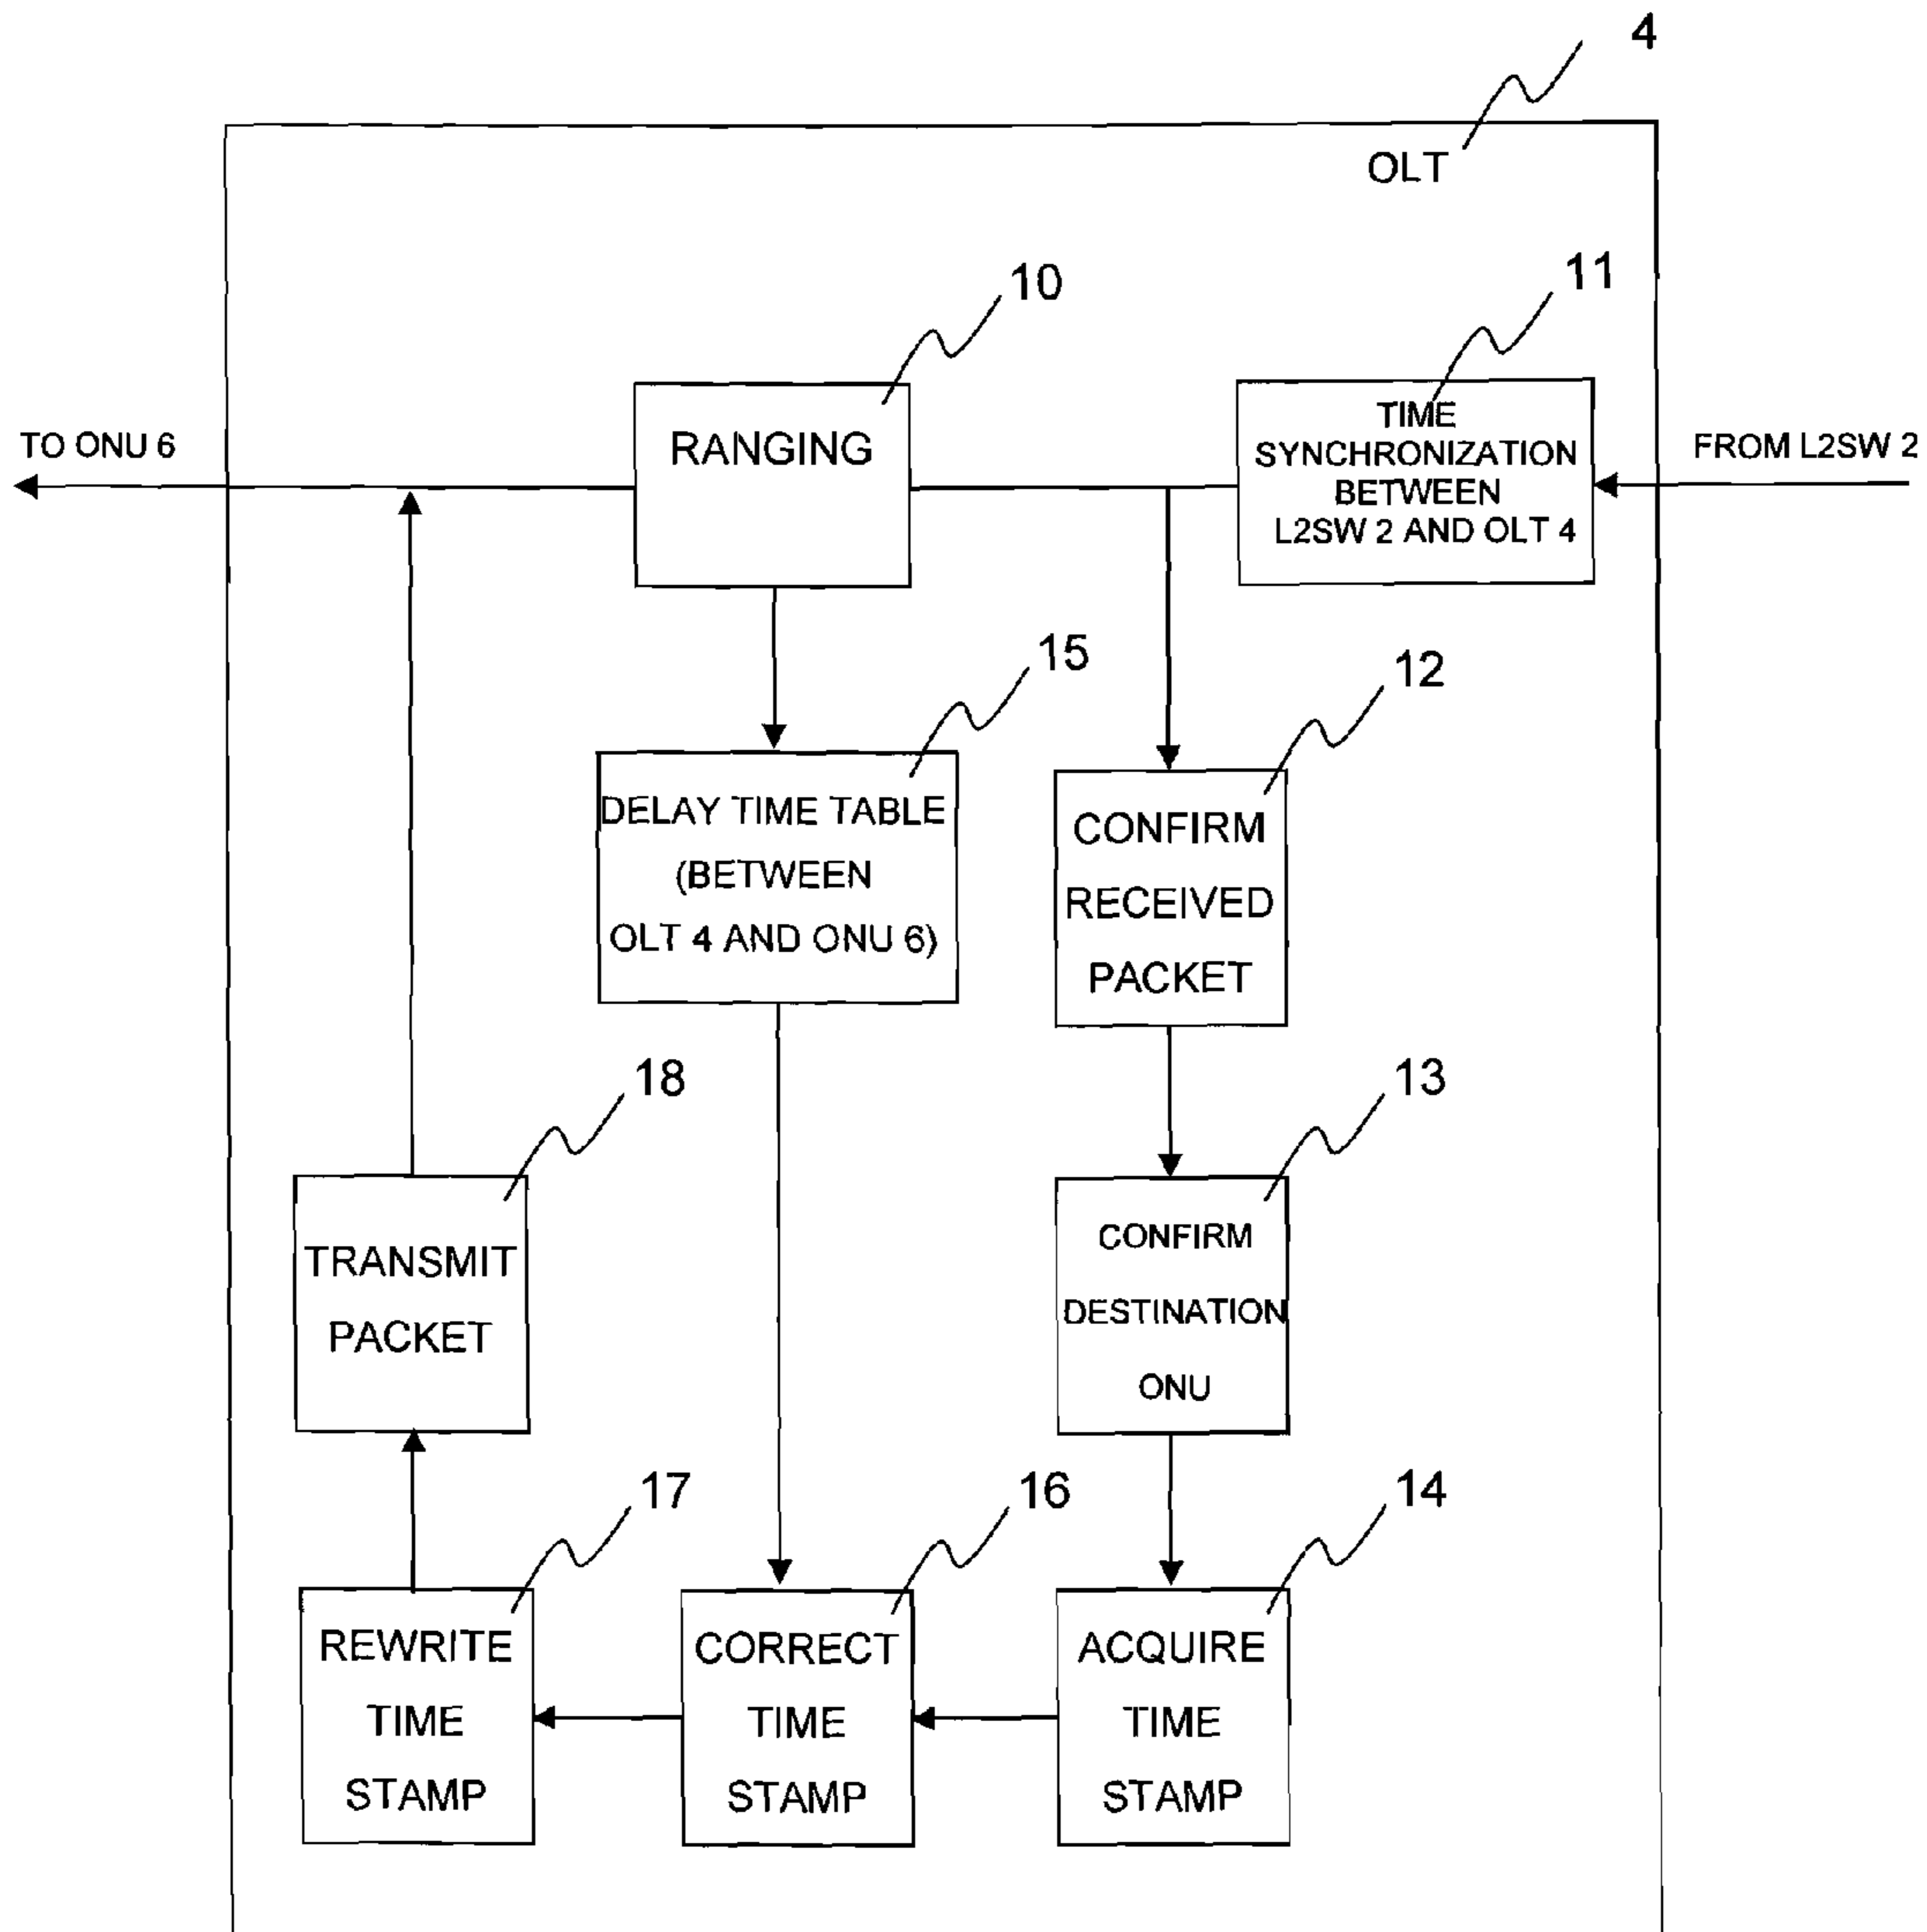 4
OLT
10
11
TO ONU 6
RANGING
TIME
SYNCHRONIZATION
BETWEEN
L2SW 2 AND OLT 4
FROM L2SW 2
15
12
DELAY TIME TABLE
(BETWEEN
OLT 4 AND ONU 6)
CONFIRM
RECEIVED
PACKET
18
13
TRANSMIT
PACKET
CONFIRM
DESTINATION
ONU
17
16
14
REWRITE
TIME
STAMP
CORRECT
TIME
STAMP
ACQUIRE
TIME
STAMP